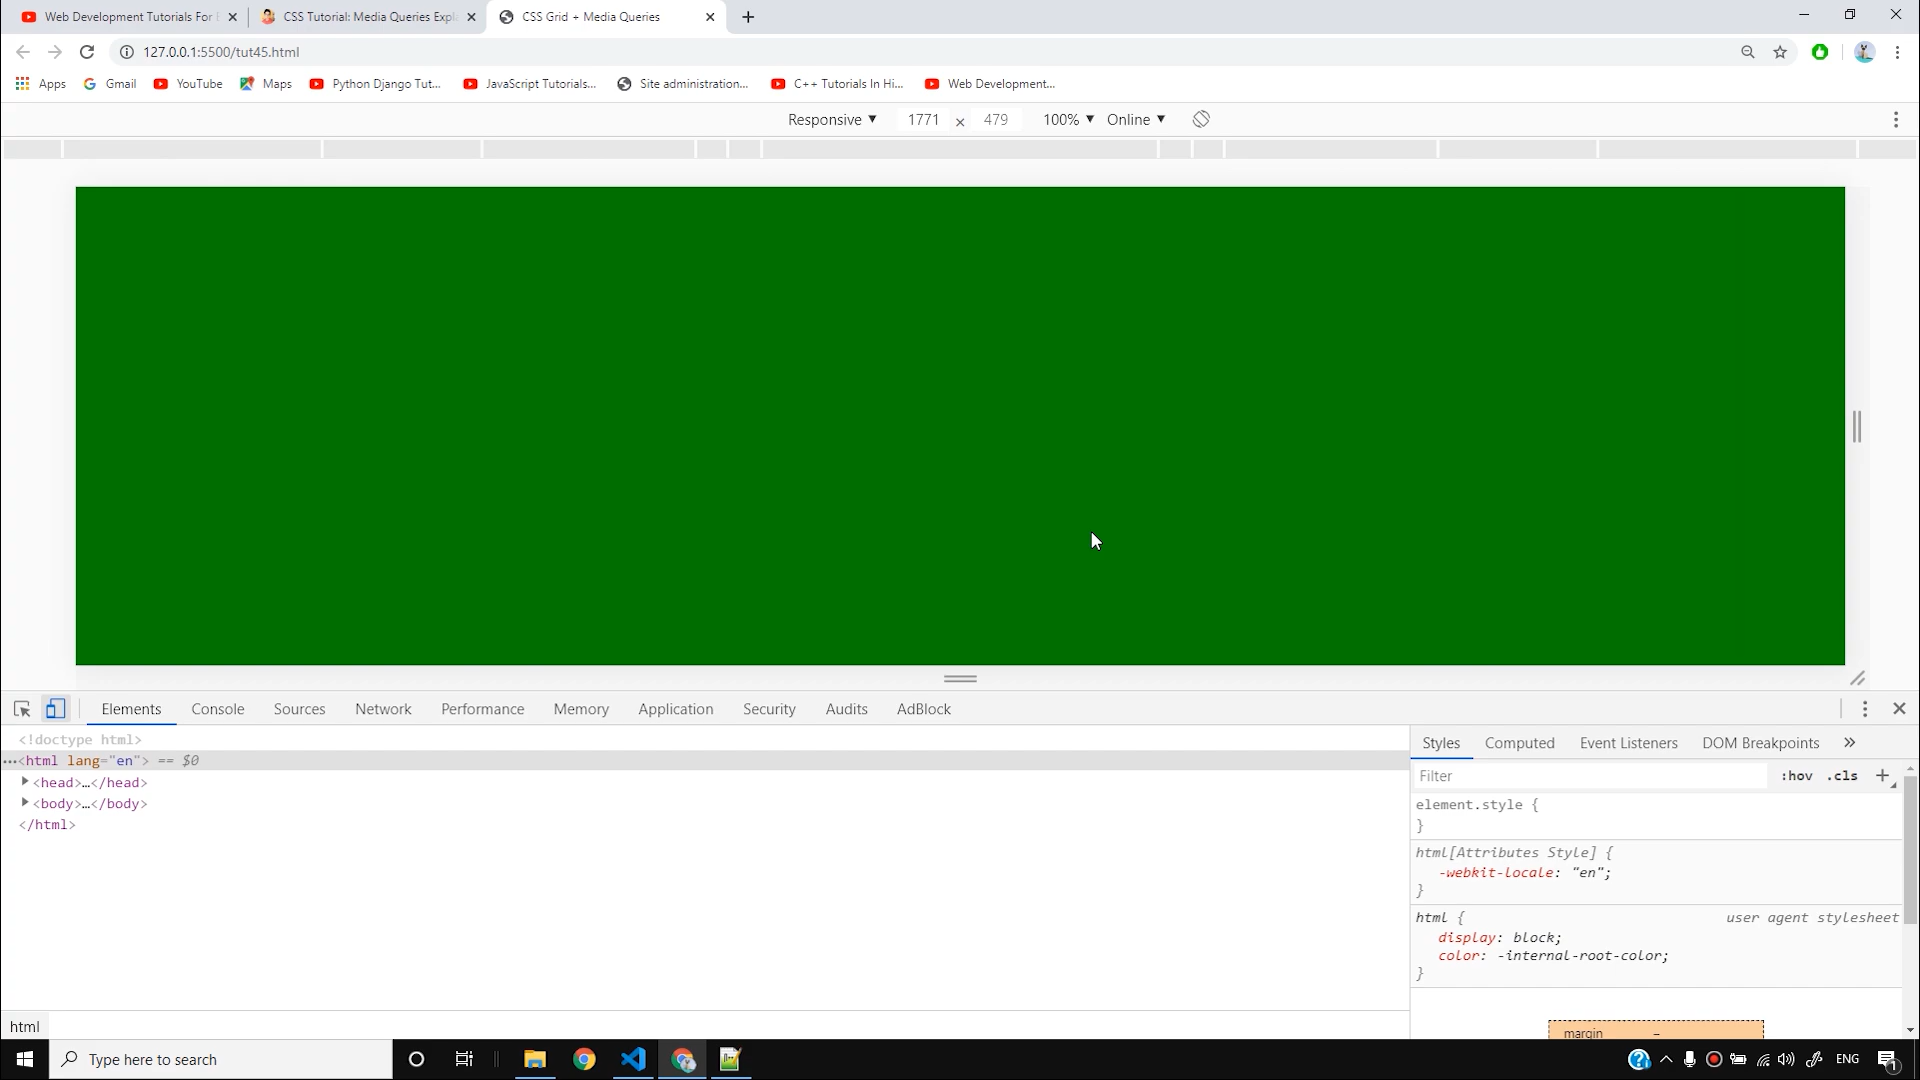 Web Development Tutorials For B
CSS Tutorial: Media Queries Expla
CSS Grid + Media Queries
127.0.0.1:5500/tut45.html
Apps
Gmail
YouTube
Maps
Python Django Tut...
JavaScript Tutorials...
Site administration...
C++ Tutorials In Hi...
Web Development...
Responsive ▼ 1771 × 479 100% ▼ Online ▼
Elements Console Sources Network Performance Memory Application Security Audits AdBlock
<!doctype html>
…<html lang="en"> == $0
<head>…</head>
<body>…</body>
</html>
html
Styles Computed Event Listeners DOM Breakpoints »
Filter :hov .cls +
element.style {
}
html[Attributes Style] {
-webkit-locale: "en";
}
html { user agent stylesheet
display: block;
color: -internal-root-color;
}
margin –
Type here to search
ENG
1